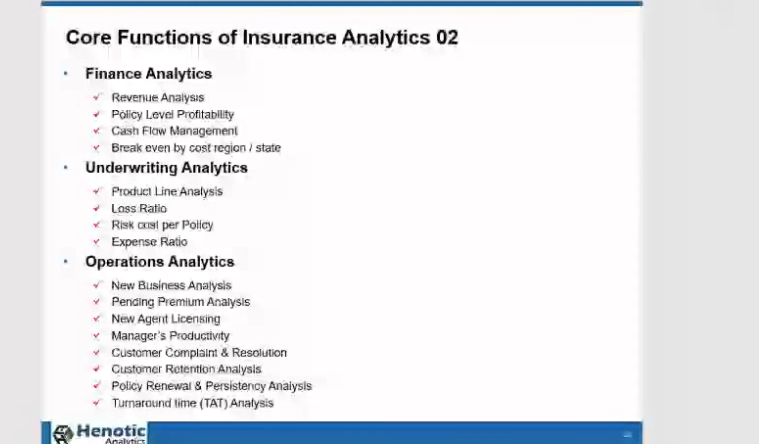 Core Functions of Insurance Analytics 02
• Finance Analytics
✓ Revenue Analysis
✓ Policy Level Profitability
✓ Cash Flow Management
✓ Break even by cost region / state
• Underwriting Analytics
✓ Product Line Analysis
✓ Loss Ratio
✓ Risk cost per Policy
✓ Expense Ratio
• Operations Analytics
✓ New Business Analysis
✓ Pending Premium Analysis
✓ New Agent Licensing
✓ Manager's Productivity
✓ Customer Complaint & Resolution
✓ Customer Retention Analysis
✓ Policy Renewal & Persistency Analysis
✓ Turnaround time (TAT) Analysis
Henotic
Analytics